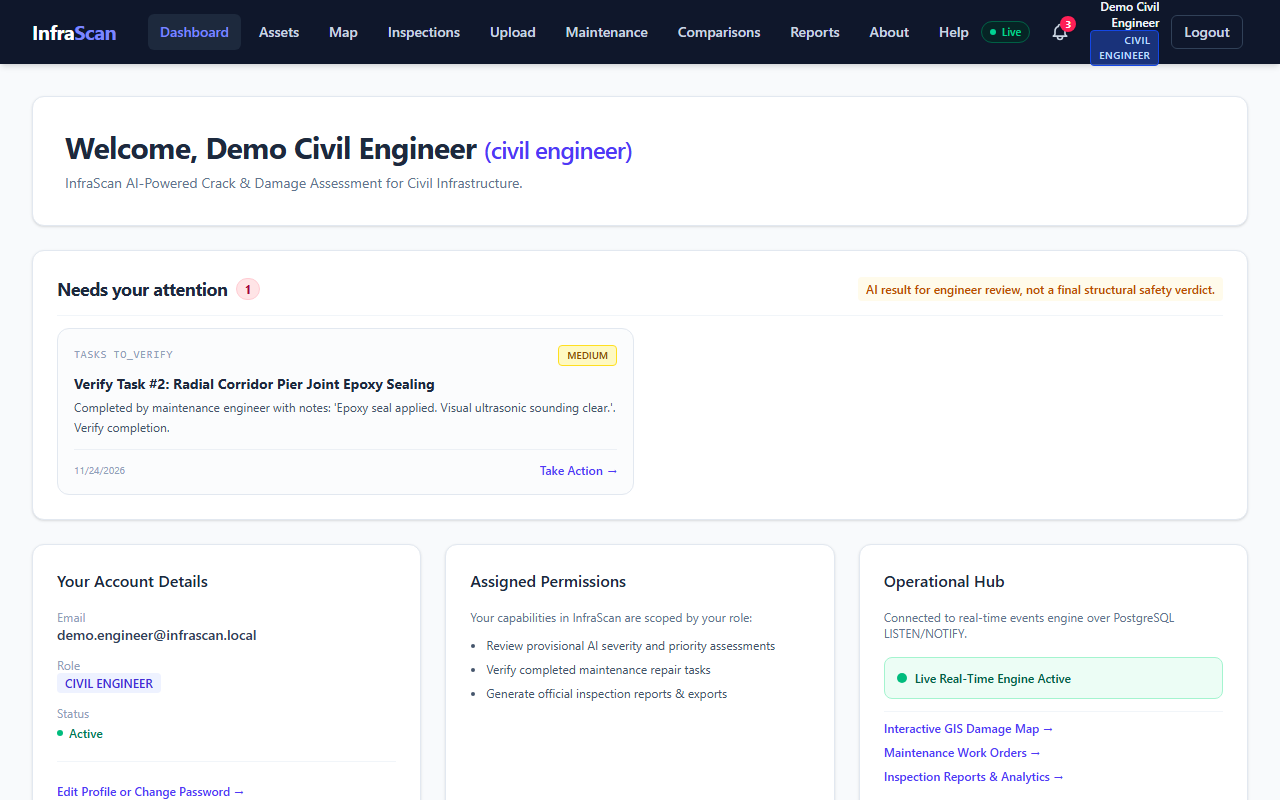 InfraScan
Dashboard
Assets
Map
Inspections
Upload
Maintenance
Comparisons
Reports
About
Help
Live
3
Demo Civil
Engineer
CIVIL
ENGINEER
Logout
Welcome, Demo Civil Engineer (civil engineer)
InfraScan AI-Powered Crack & Damage Assessment for Civil Infrastructure.
Needs your attention 1
AI result for engineer review, not a final structural safety verdict.
TASKS TO_VERIFY
MEDIUM
Verify Task #2: Radial Corridor Pier Joint Epoxy Sealing
Completed by maintenance engineer with notes: 'Epoxy seal applied. Visual ultrasonic sounding clear.'.
Verify completion.
11/24/2026
Take Action →
Your Account Details
Email
demo.engineer@infrascan.local
Role
CIVIL ENGINEER
Status
Active
Edit Profile or Change Password →
Assigned Permissions
Your capabilities in InfraScan are scoped by your role:
• Review provisional AI severity and priority assessments
• Verify completed maintenance repair tasks
• Generate official inspection reports & exports
Operational Hub
Connected to real-time events engine over PostgreSQL
LISTEN/NOTIFY.
Live Real-Time Engine Active
Interactive GIS Damage Map →
Maintenance Work Orders →
Inspection Reports & Analytics →